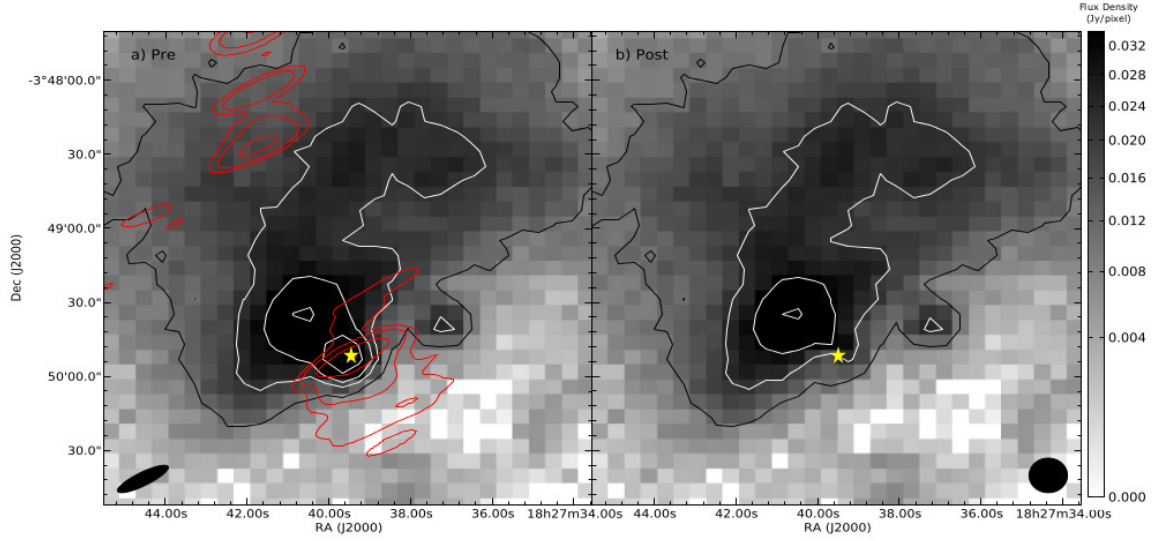 Flux Density
(Jy/pixel)
a) Pre
b) Post
-3°48'00.0"
30.0"
49'00.0"
30.0"
50'00.0"
30.0"
Dec (J2000)
0.032
0.028
0.024
0.020
0.016
0.012
0.008
0.004
0.000
44.00s 42.00s 40.00s 38.00s 36.00s 18h27m34.00s
RA (J2000)
44.00s 42.00s 40.00s 38.00s 36.00s 18h27m34.00s
RA (J2000)